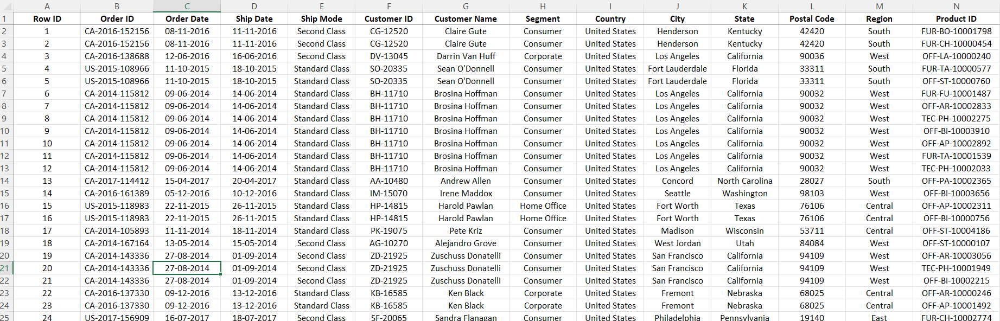 A B C D E F G H I J K L M N
1 Row ID Order ID Order Date Ship Date Ship Mode Customer ID Customer Name Segment Country City State Postal Code Region Product ID
2 1 CA-2016-152156 08-11-2016 11-11-2016 Second Class CG-12520 Claire Gute Consumer United States Henderson Kentucky 42420 South FUR-BO-10001798
3 2 CA-2016-152156 08-11-2016 11-11-2016 Second Class CG-12520 Claire Gute Consumer United States Henderson Kentucky 42420 South FUR-CH-10000454
4 3 CA-2016-138688 12-06-2016 16-06-2016 Second Class DV-13045 Darrin Van Huff Corporate United States Los Angeles California 90036 West OFF-LA-10000240
5 4 US-2015-108966 11-10-2015 18-10-2015 Standard Class SO-20335 Sean O'Donnell Consumer United States Fort Lauderdale Florida 33311 South FUR-TA-10000577
6 5 US-2015-108966 11-10-2015 18-10-2015 Standard Class SO-20335 Sean O'Donnell Consumer United States Fort Lauderdale Florida 33311 South OFF-ST-10000760
7 6 CA-2014-115812 09-06-2014 14-06-2014 Standard Class BH-11710 Brosina Hoffman Consumer United States Los Angeles California 90032 West FUR-FU-10001487
8 7 CA-2014-115812 09-06-2014 14-06-2014 Standard Class BH-11710 Brosina Hoffman Consumer United States Los Angeles California 90032 West OFF-AR-10002833
9 8 CA-2014-115812 09-06-2014 14-06-2014 Standard Class BH-11710 Brosina Hoffman Consumer United States Los Angeles California 90032 West TEC-PH-10002275
10 9 CA-2014-115812 09-06-2014 14-06-2014 Standard Class BH-11710 Brosina Hoffman Consumer United States Los Angeles California 90032 West OFF-BI-10003910
11 10 CA-2014-115812 09-06-2014 14-06-2014 Standard Class BH-11710 Brosina Hoffman Consumer United States Los Angeles California 90032 West OFF-AP-10002892
12 11 CA-2014-115812 09-06-2014 14-06-2014 Standard Class BH-11710 Brosina Hoffman Consumer United States Los Angeles California 90032 West FUR-TA-10001539
13 12 CA-2014-115812 09-06-2014 14-06-2014 Standard Class BH-11710 Brosina Hoffman Consumer United States Los Angeles California 90032 West TEC-PH-10002033
14 13 CA-2017-114412 15-04-2017 20-04-2017 Standard Class AA-10480 Andrew Allen Consumer United States Concord North Carolina 28027 South OFF-PA-10002365
15 14 CA-2016-161389 05-12-2016 10-12-2016 Standard Class IM-15070 Irene Maddox Consumer United States Seattle Washington 98103 West OFF-BI-10003656
16 15 US-2015-118983 22-11-2015 26-11-2015 Standard Class HP-14815 Harold Pawlan Home Office United States Fort Worth Texas 76106 Central OFF-AP-10002311
17 16 US-2015-118983 22-11-2015 26-11-2015 Standard Class HP-14815 Harold Pawlan Home Office United States Fort Worth Texas 76106 Central OFF-BI-10000756
18 17 CA-2014-105893 11-11-2014 18-11-2014 Standard Class PK-19075 Pete Kriz Consumer United States Madison Wisconsin 53711 Central OFF-ST-10004186
19 18 CA-2014-167164 13-05-2014 15-05-2014 Second Class AG-10270 Alejandro Grove Consumer United States West Jordan Utah 84084 West OFF-ST-10000107
20 19 CA-2014-143336 27-08-2014 01-09-2014 Second Class ZD-21925 Zuschuss Donatelli Consumer United States San Francisco California 94109 West OFF-AR-10003056
21 20 CA-2014-143336 27-08-2014 01-09-2014 Second Class ZD-21925 Zuschuss Donatelli Consumer United States San Francisco California 94109 West TEC-PH-10001949
22 21 CA-2014-143336 27-08-2014 01-09-2014 Second Class ZD-21925 Zuschuss Donatelli Consumer United States San Francisco California 94109 West OFF-BI-10002215
23 22 CA-2016-137330 09-12-2016 13-12-2016 Standard Class KB-16585 Ken Black Corporate United States Fremont Nebraska 68025 Central OFF-AR-10000246
24 23 CA-2016-137330 09-12-2016 13-12-2016 Standard Class KB-16585 Ken Black Corporate United States Fremont Nebraska 68025 Central OFF-AP-10001492
25 24 US-2017-156909 16-07-2017 18-07-2017 Second Class SF-20065 Sandra Flanagan Consumer United States Philadelphia Pennsylvania 19140 East FUR-CH-10002774